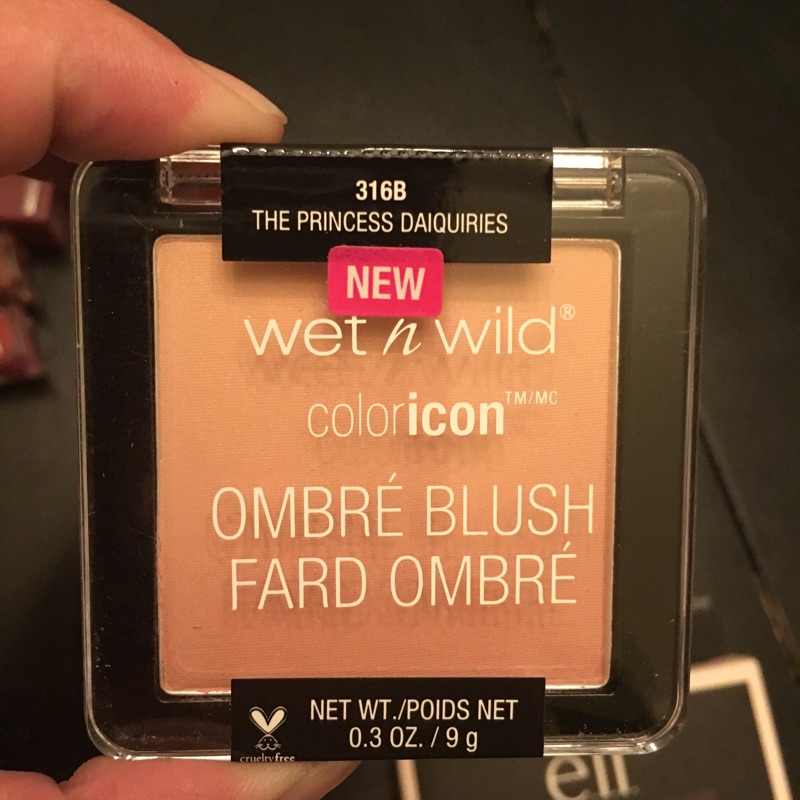 316B
THE PRINCESS DAIQUIRIES
NEW
wet n wild®
coloricon™/MC
OMBRÉ BLUSH
FARD OMBRÉ
NET WT./POIDS NET
0.3 OZ. / 9 g
crueltyfree
elf